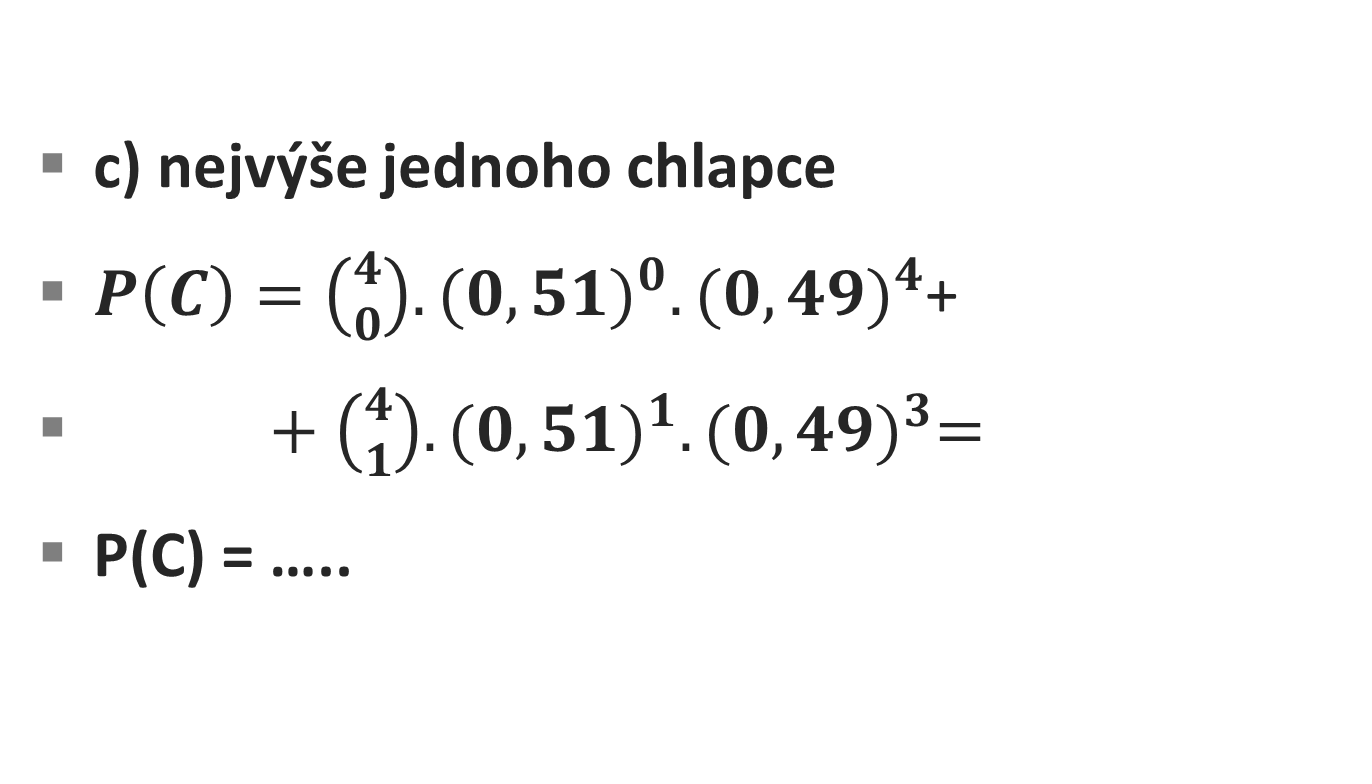 ▪ c) nejvýše jednoho chlapce
▪ P(C) = (4 0) . (0,51)^0 . (0,49)^4 +
▪ + (4 1) . (0,51)^1 . (0,49)^3 =
▪ P(C) = …..